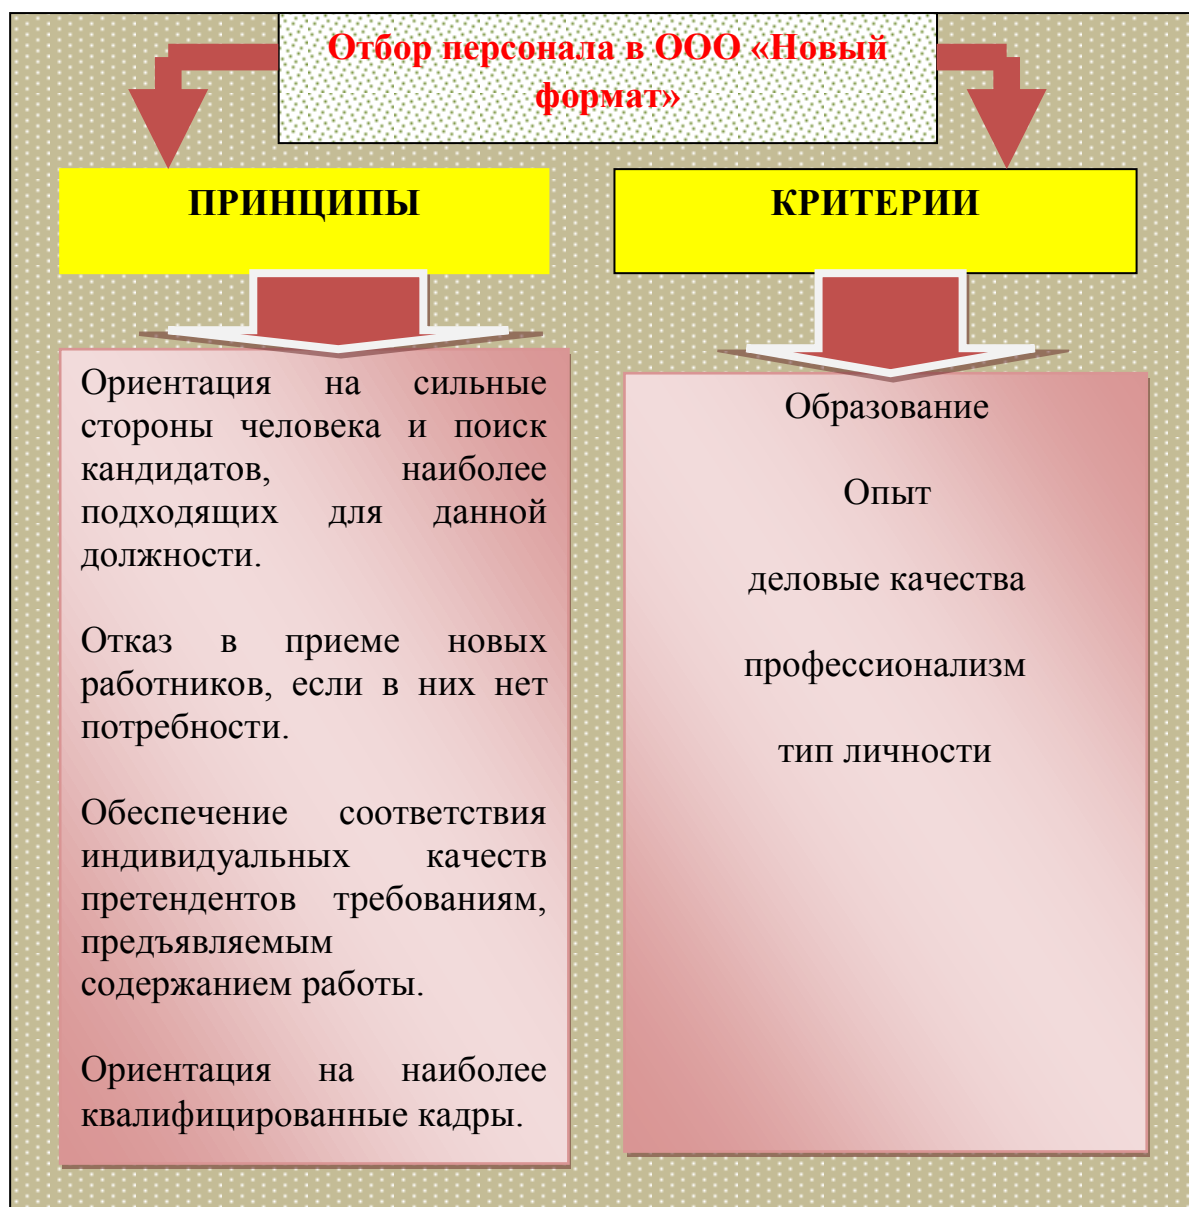 Отбор персонала в ООО «Новый
формат»
ПРИНЦИПЫ
Ориентация на сильные
стороны человека и поиск
кандидатов, наиболее
подходящих для данной
должности.
Отказ в приеме новых
работников, если в них нет
потребности.
Обеспечение соответствия
индивидуальных качеств
претендентов требованиям,
предъявляемым
содержанием работы.
Ориентация на наиболее
квалифицированные кадры.
КРИТЕРИИ
Образование
Опыт
деловые качества
профессионализм
тип личности